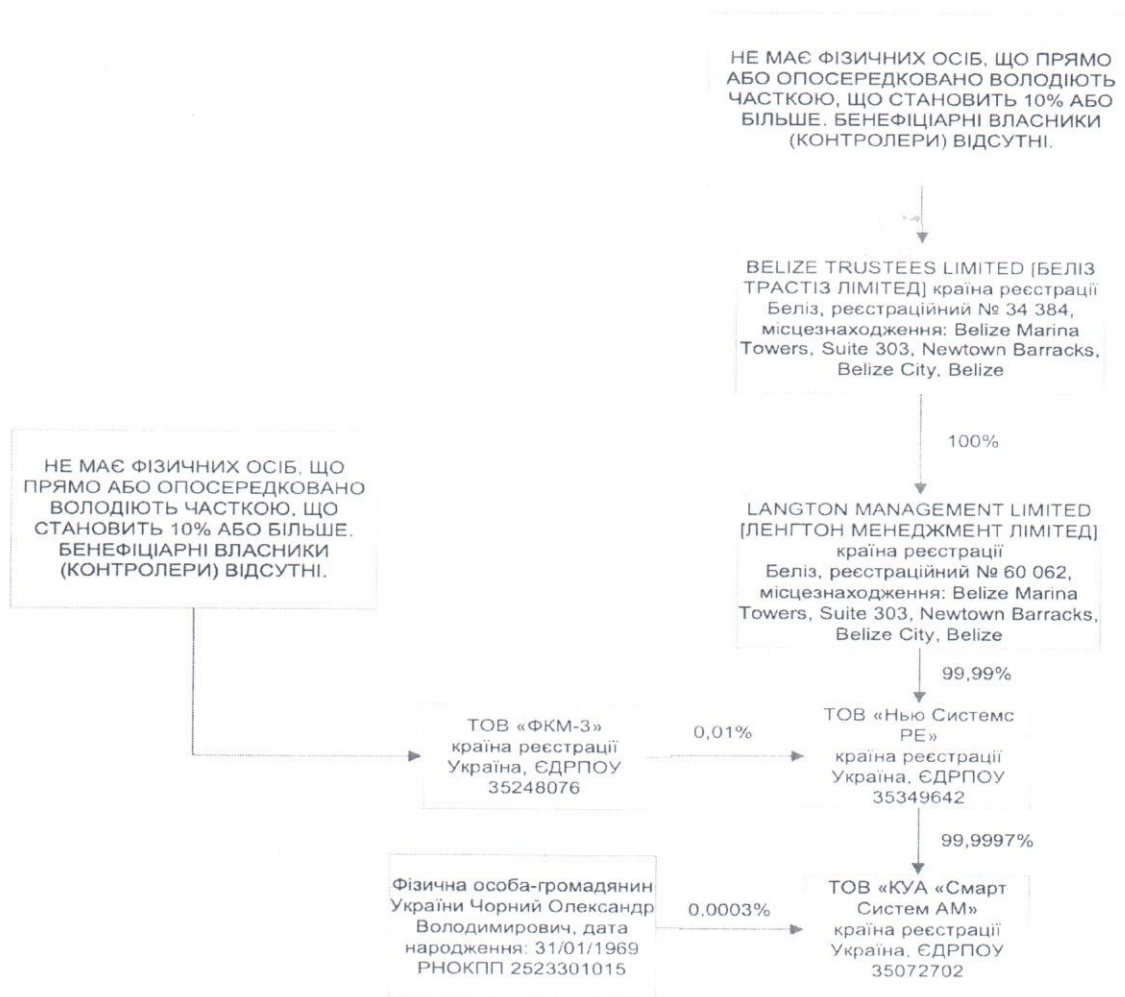 НЕ МАЄ ФІЗИЧНИХ ОСІБ, ЩО ПРЯМО
АБО ОПОСЕРЕДКОВАНО ВОЛОДІЮТЬ
ЧАСТКОЮ, ЩО СТАНОВИТЬ 10% АБО
БІЛЬШЕ. БЕНЕФІЦІАРНІ ВЛАСНИКИ
(КОНТРОЛЕРИ) ВІДСУТНІ.
BELIZE TRUSTEES LIMITED [БЕЛІЗ
ТРАСТІЗ ЛІМІТЕД] країна реєстрації
Беліз, реєстраційний № 34 384,
місцезнаходження: Belize Marina
Towers, Suite 303, Newtown Barracks,
Belize City, Belize
100%
НЕ МАЄ ФІЗИЧНИХ ОСІБ, ЩО
ПРЯМО АБО ОПОСЕРЕДКОВАНО
ВОЛОДІЮТЬ ЧАСТКОЮ, ЩО
СТАНОВИТЬ 10% АБО БІЛЬШЕ.
БЕНЕФІЦІАРНІ ВЛАСНИКИ
(КОНТРОЛЕРИ) ВІДСУТНІ.
LANGTON MANAGEMENT LIMITED
[ЛЕНГТОН МЕНЕДЖМЕНТ ЛІМІТЕД]
країна реєстрації
Беліз, реєстраційний № 60 062,
місцезнаходження: Belize Marina
Towers, Suite 303, Newtown Barracks,
Belize City, Belize
99,99%
ТОВ «ФКМ-3»
країна реєстрації
Україна, ЄДРПОУ
35248076
0,01%
ТОВ «Нью Системс
РЕ»
країна реєстрації
Україна, ЄДРПОУ
35349642
99,9997%
Фізична особа-громадянин
України Чорний Олександр
Володимирович, дата
народження: 31/01/1969
РНОКПП 2523301015
0,0003%
ТОВ «КУА «Смарт
Систем АМ»
країна реєстрації
Україна, ЄДРПОУ
35072702